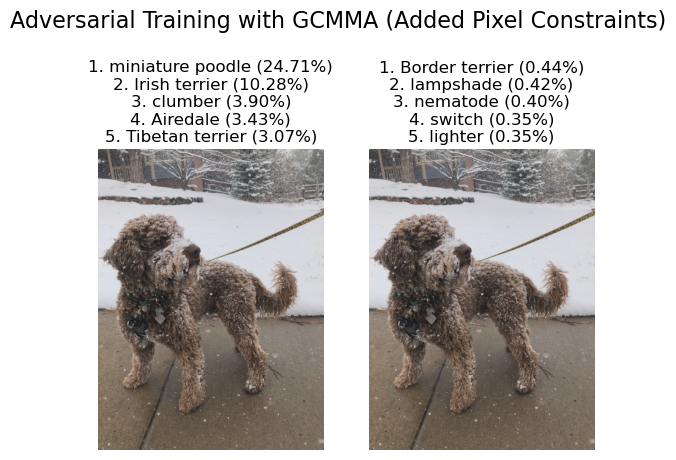 Adversarial Training with GCMMA (Added Pixel Constraints)
1. miniature poodle (24.71%)
2. Irish terrier (10.28%)
3. clumber (3.90%)
4. Airedale (3.43%)
5. Tibetan terrier (3.07%)
1. Border terrier (0.44%)
2. lampshade (0.42%)
3. nematode (0.40%)
4. switch (0.35%)
5. lighter (0.35%)